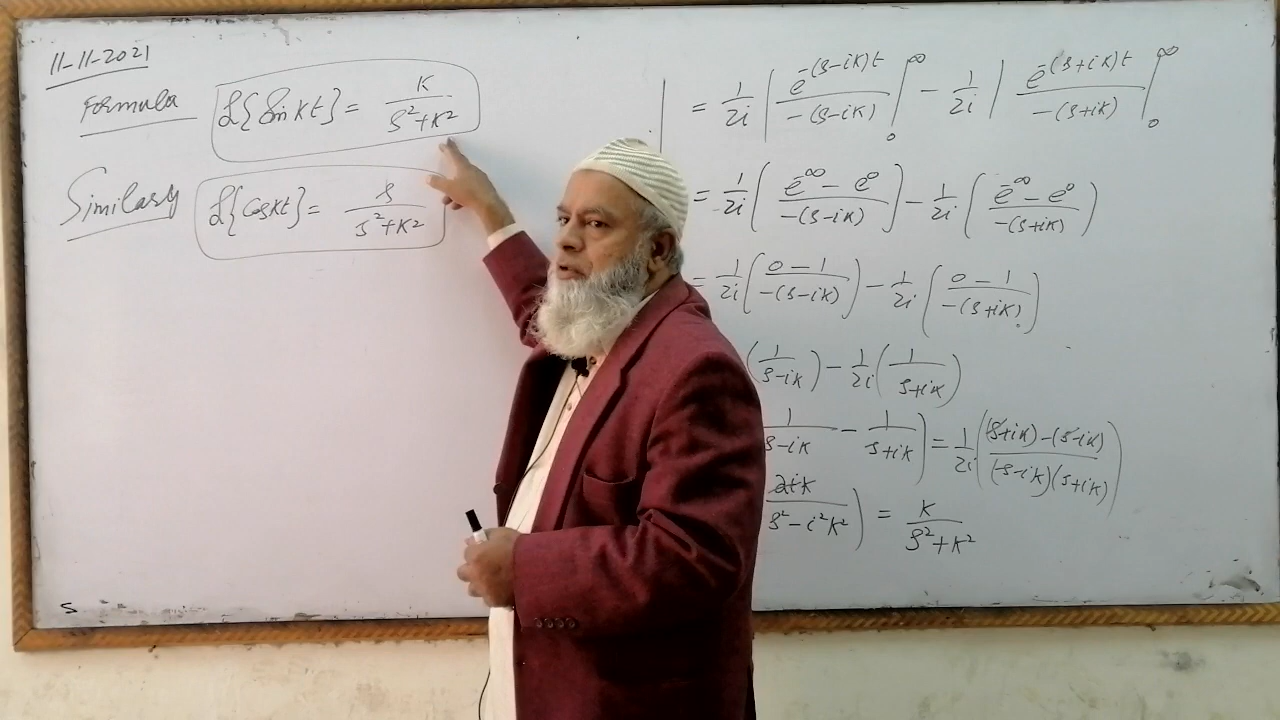 11-11-2021
Formula ℒ{Sin kt} = k / (s² + k²)
Similarly ℒ{Cos kt} = s / (s² + k²)
= 1/2i | e^-(s-ik)t / -(s-ik) |₀^∞ - 1/2i | e^-(s+ik)t / -(s+ik) |₀^∞
= 1/2i ( (e^-∞ - e^0) / -(s-ik) ) - 1/2i ( (e^-∞ - e^0) / -(s+ik) )
= 1/2i ( (0 - 1) / -(s-ik) ) - 1/2i ( (0 - 1) / -(s+ik) )
( 1 / (s-ik) ) - 1/2i ( 1 / (s+ik) )
1 / (s-ik) - 1 / (s+ik) ) = 1/2i ( ((s+ik) - (s-ik)) / ((s-ik)(s+ik)) )
2ik / (s² - i²k²) ) = k / (s² + k²)
S